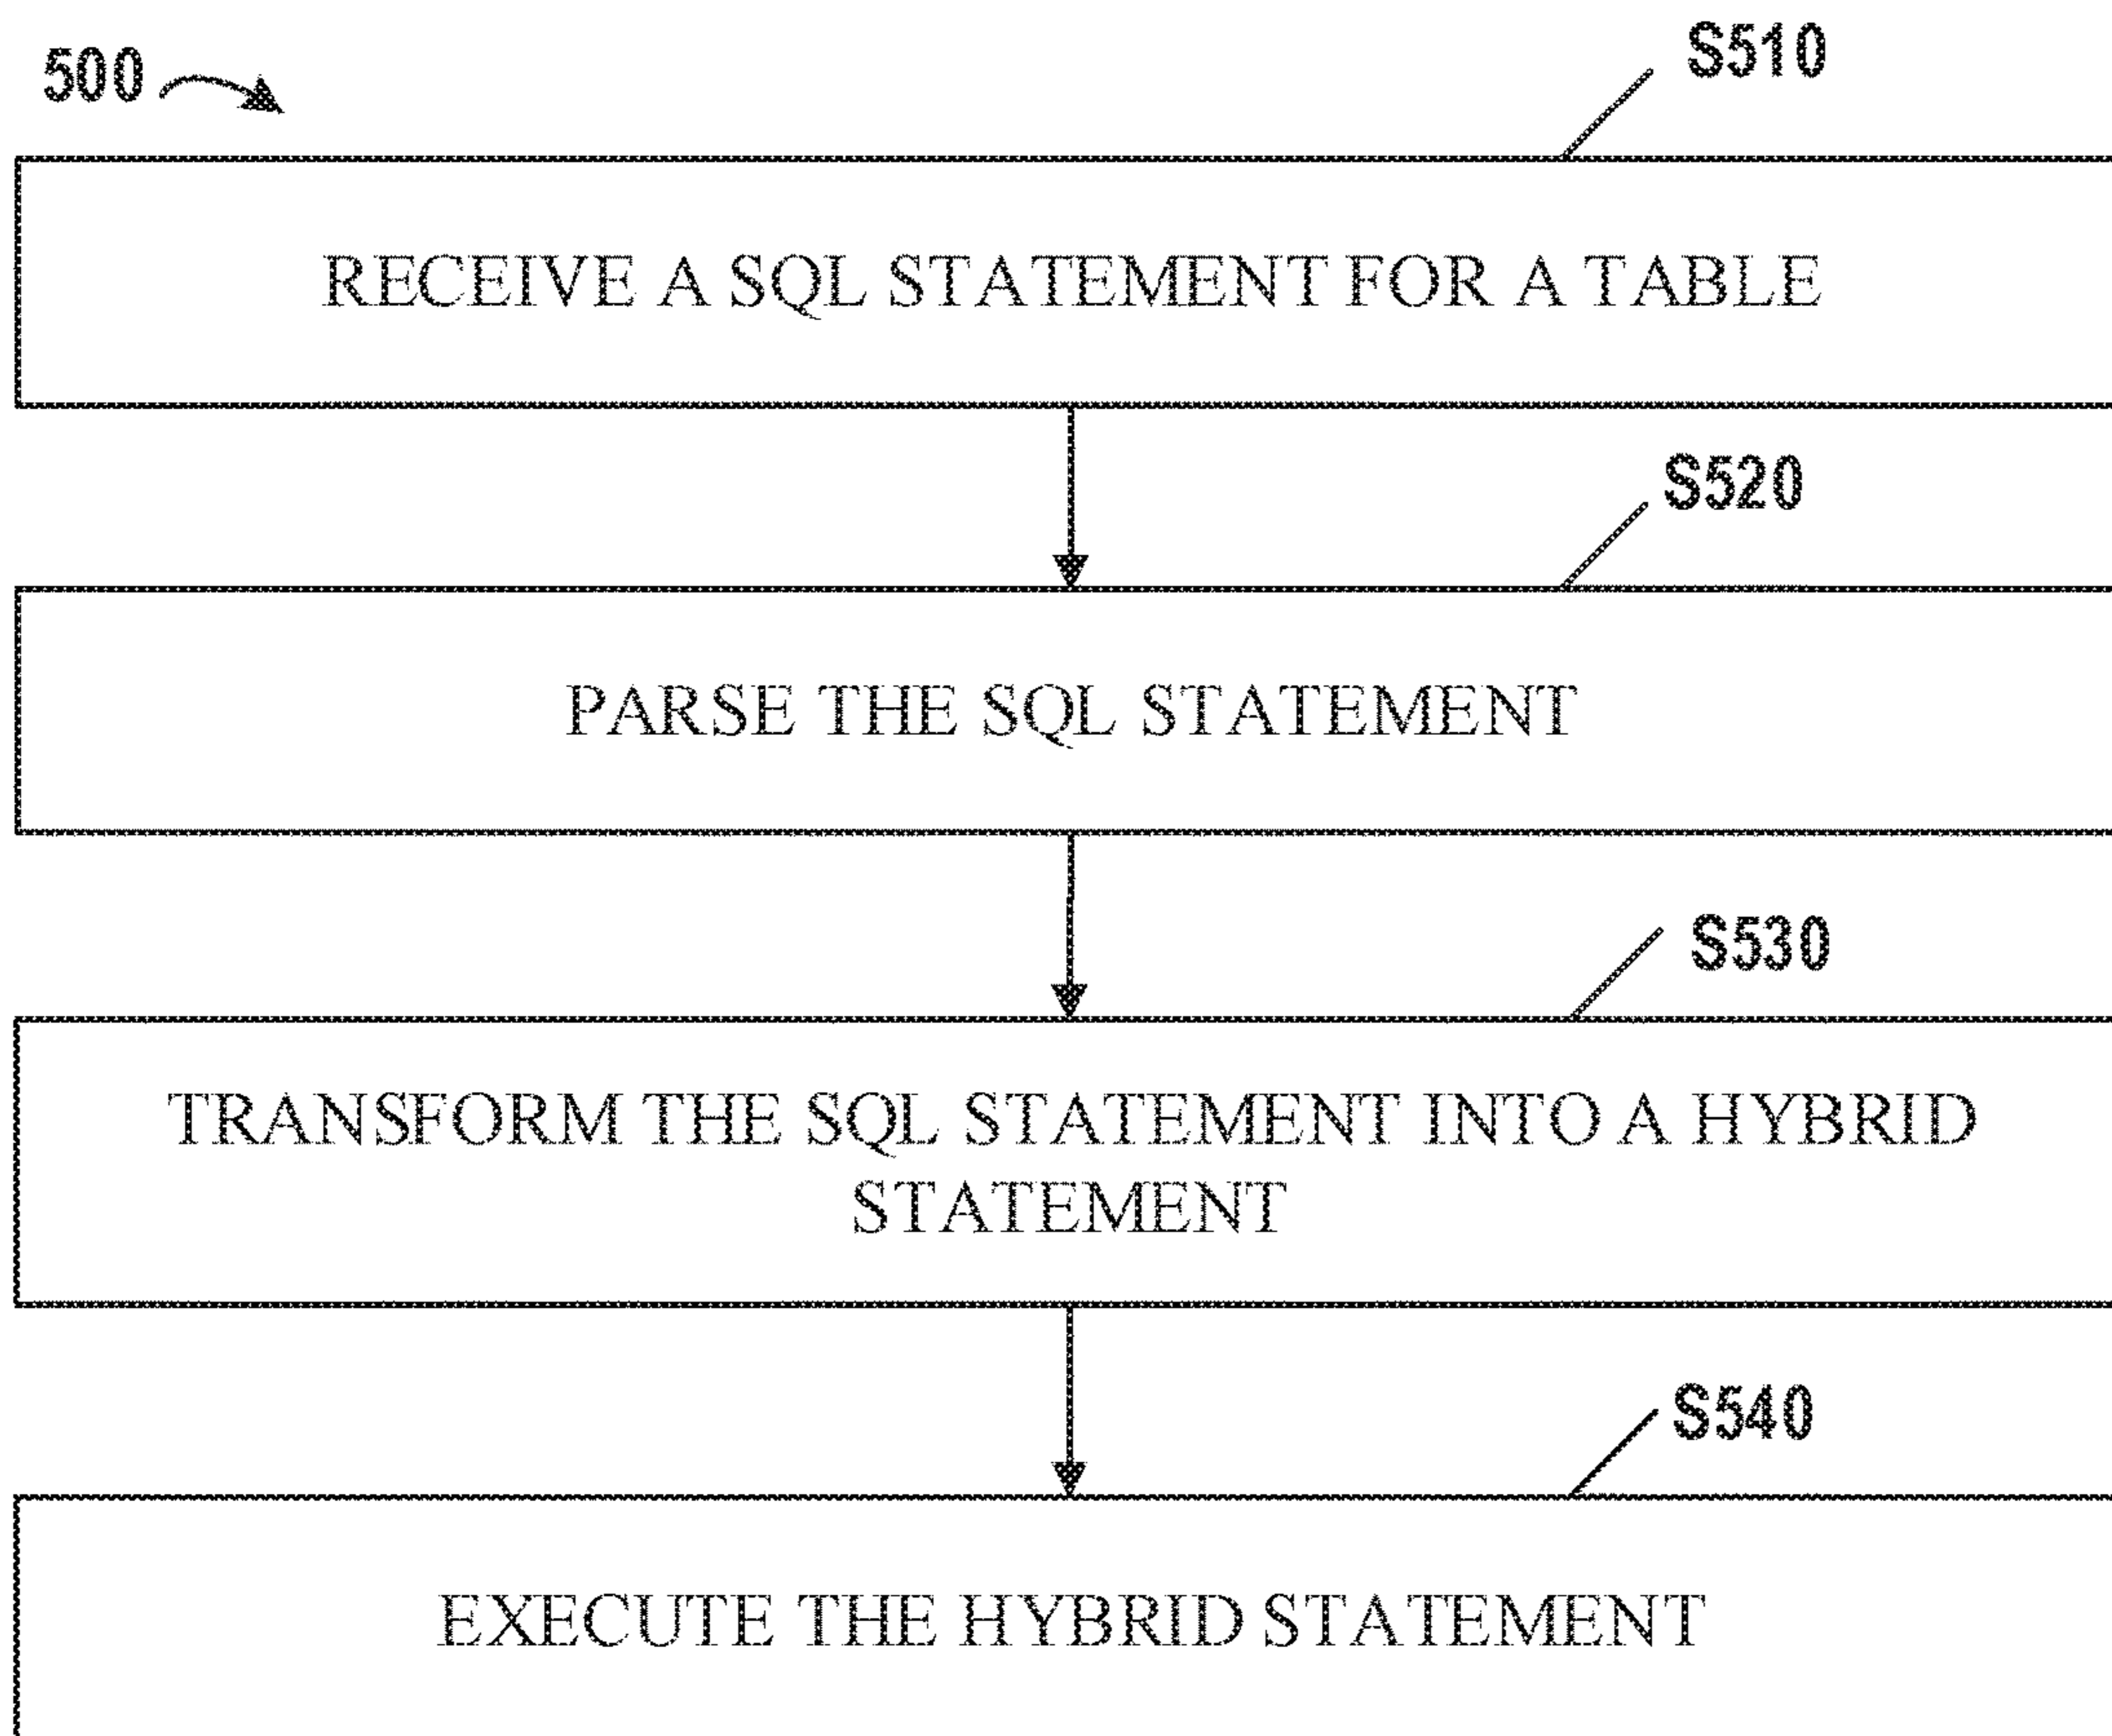 500
S510
RECEIVE A SQL STATEMENT FOR A TABLE
S520
PARSE THE SQL STATEMENT
S530
TRANSFORM THE SQL STATEMENT INTO A HYBRID
STATEMENT
S540
EXECUTE THE HYBRID STATEMENT